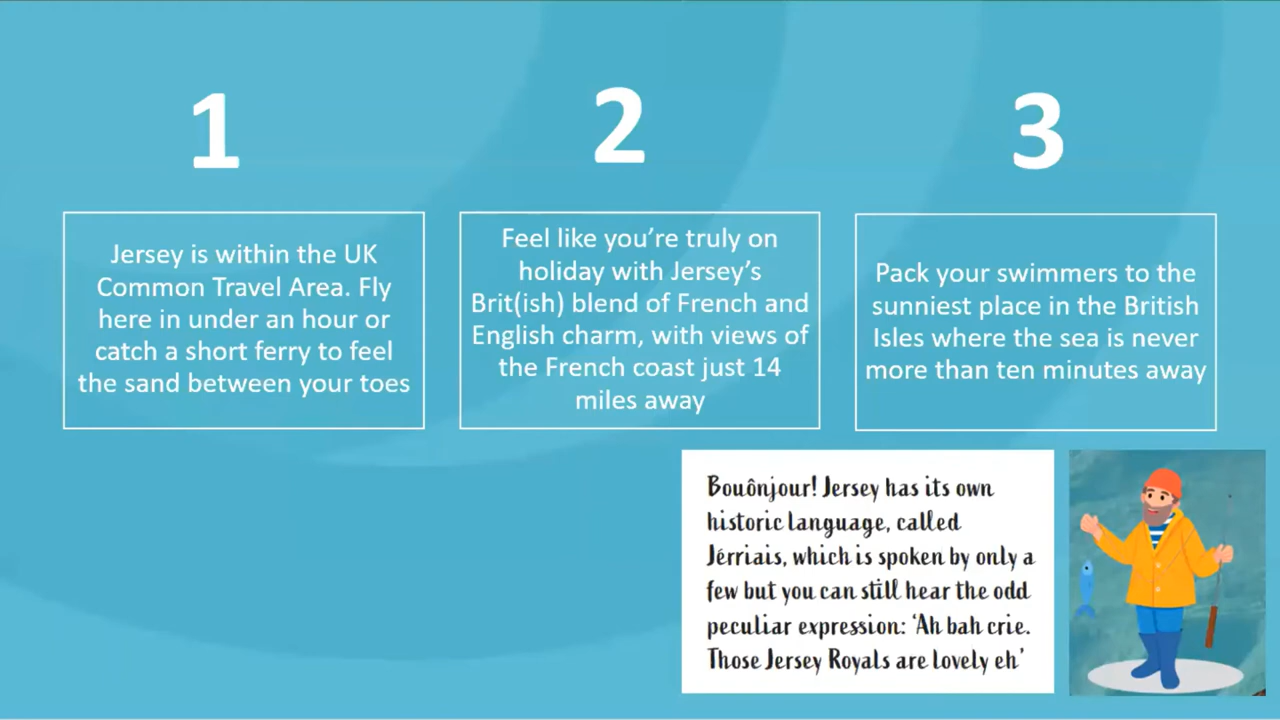 1
Jersey is within the UK
Common Travel Area. Fly
here in under an hour or
catch a short ferry to feel
the sand between your toes
2
Feel like you’re truly on
holiday with Jersey’s
Brit(ish) blend of French and
English charm, with views of
the French coast just 14
miles away
3
Pack your swimmers to the
sunniest place in the British
Isles where the sea is never
more than ten minutes away
Bouônjour! Jersey has its own
historic language, called
Jérriais, which is spoken by only a
few but you can still hear the odd
peculiar expression: ‘Ah bah crie.
Those Jersey Royals are lovely eh’